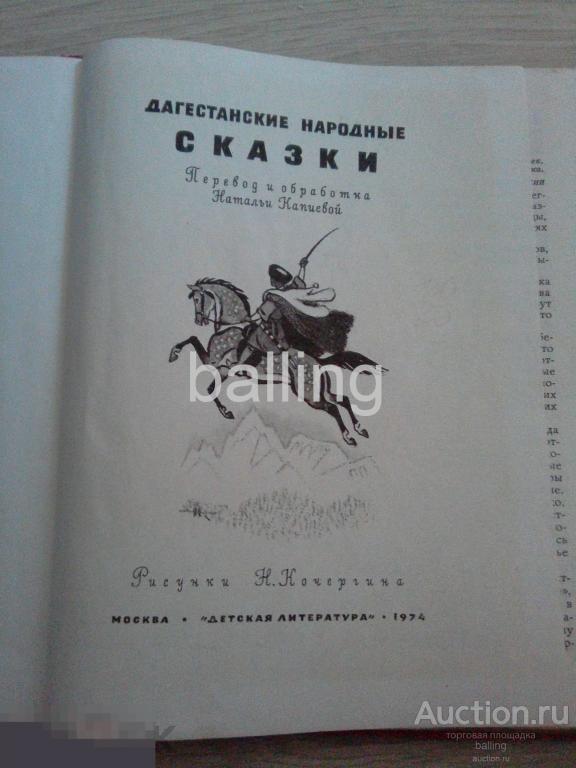 ДАГЕСТАНСКИЕ НАРОДНЫЕ
СКАЗКИ
Перевод и обработка
Натальи Капиевой
balling
Рисунки Н. Кочергина
МОСКВА • "ДЕТСКАЯ ЛИТЕРАТУРА" • 1974
Auction.ru
торговая площадка
balling
auction.ru